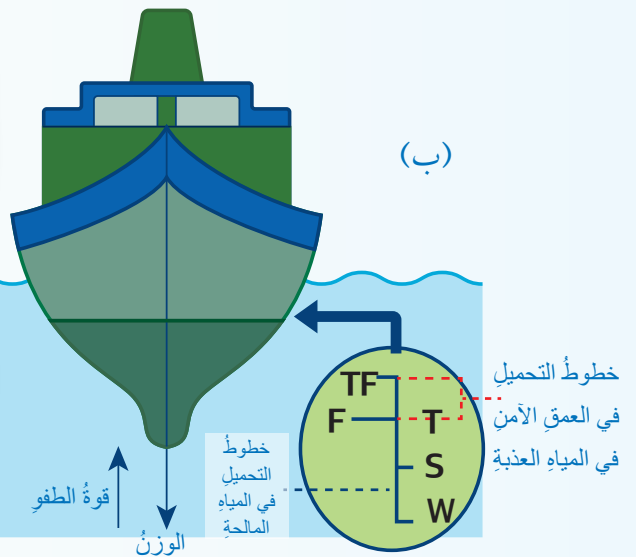 (ب)
خطوطُ التحميلِ
في العمقِ الآمنِ
في المياهِ العذبةِ
TF
F
T
S
W
خطوطُ
التحميلِ
في المياهِ
المالحةِ
قوةُ الطفوِ
الوزنُ